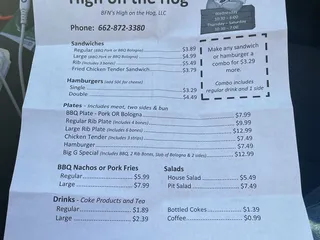 High on the Hog
BFN's High on the Hog, LLC
Phone: 662-872-3380
Sandwiches
Regular (BBQ Pork or BBQ Bologna) $3.89
Large (BBQ Pork or BBQ Bologna) $4.99
Rib (Includes 3 bones) $5.49
Fried Chicken Tender Sandwich $3.79
Make any sandwich
or hamburger a
combo for $3.29
more.
Combo includes
regular drink and 1 side
Hamburgers (add 50¢ for cheese)
Single $3.29
Double $4.49
Plates - Includes meat, two sides & bun
BBQ Plate - Pork OR Bologna $7.99
Regular Rib Plate (Includes 4 bones) $9.99
Large Rib Plate (Includes 6 bones) $12.99
Chicken Tender (Includes 3 strips) $7.49
Hamburger $7.49
Big G Special (Includes BBQ, 2 Rib Bones, Slab of Bologna & 2 sides) $12.99
BBQ Nachos or Pork Fries
Regular $5.99
Large $7.99
Salads
House Salad $5.49
Pit Salad $7.49
Drinks - Coke Products and Tea
Regular $1.89
Large $2.39
Bottled Cokes $1.39
Coffee $0.99